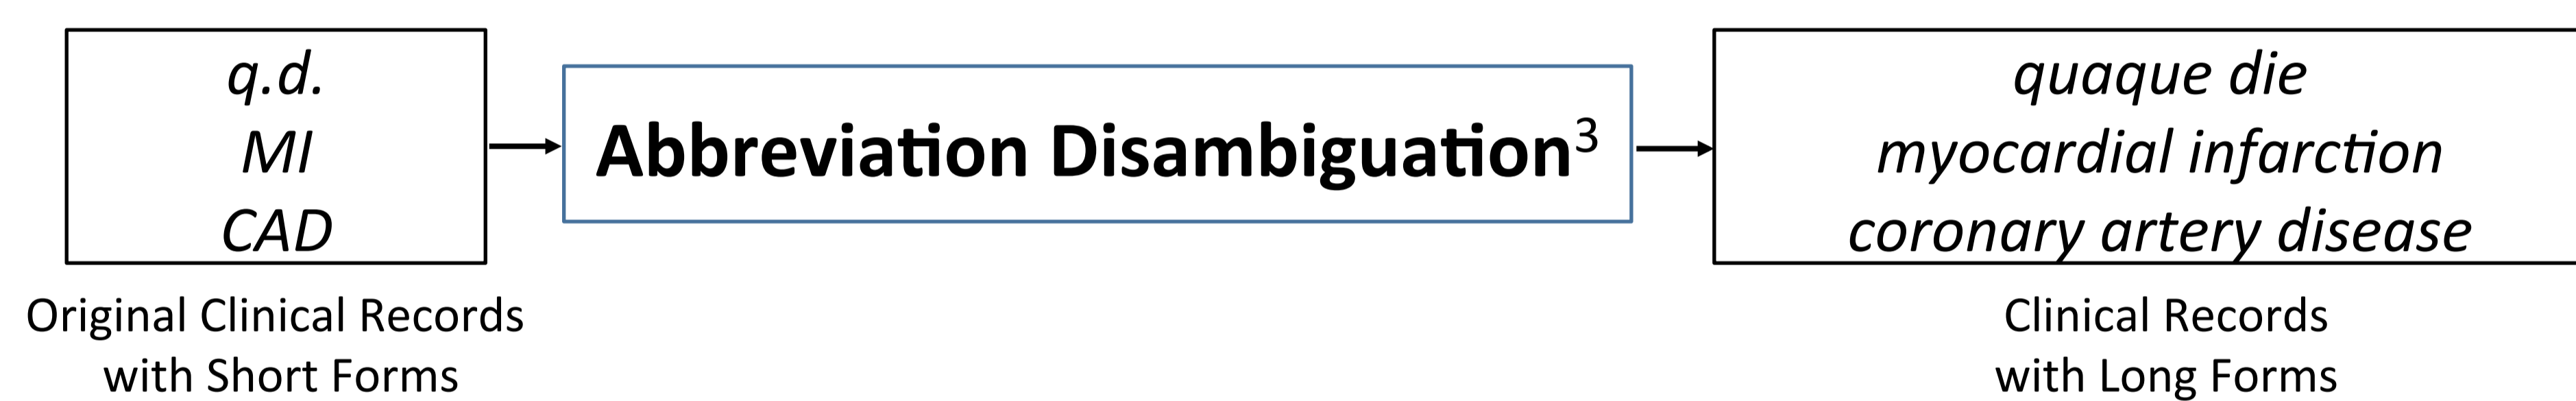 q.d.
MI
CAD
Original Clinical Records
with Short Forms
Abbreviation Disambiguation³
quaque die
myocardial infarction
coronary artery disease
Clinical Records
with Long Forms